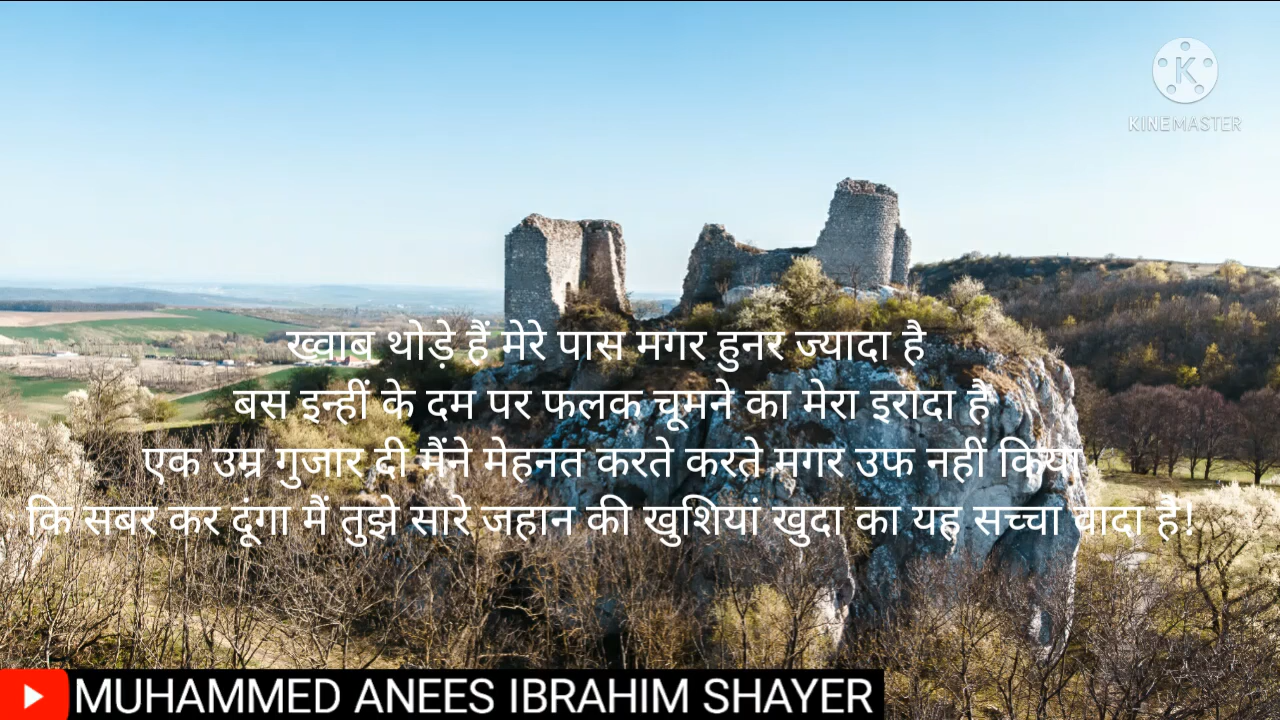 KINEMASTER
ख्वाब थोड़े हैं मेरे पास मगर हुनर ज्यादा है
बस इन्हीं के दम पर फलक चूमने का मेरा इरादा है
एक उम्र गुजार दी मैंने मेहनत करते करते मगर उफ नहीं किया
कि सबर कर दूंगा मैं तुझे सारे जहान की खुशियां खुदा का यह सच्चा वादा है!
MUHAMMED ANEES IBRAHIM SHAYER